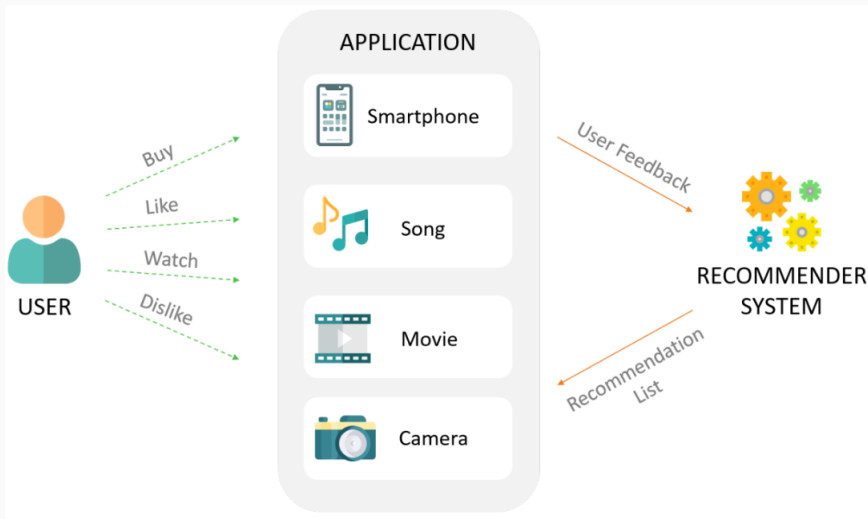 APPLICATION
Smartphone
Song
Movie
Camera
Buy
Like
Watch
Dislike
USER
User Feedback
RECOMMENDER
SYSTEM
Recommendation
List